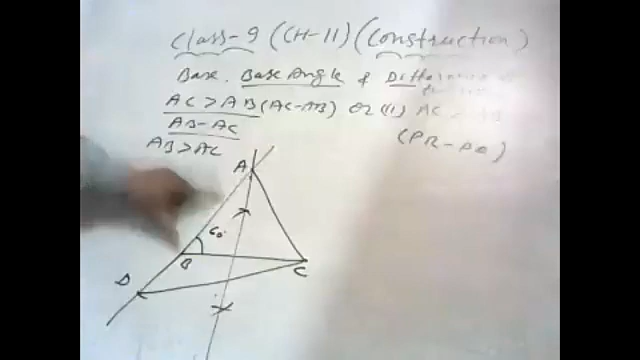 Class-9 (CH-11) (Construction)
Base. Base Angle & Difference
AC > AB (AC-AB) or (ii) AC
AB-AC
AB > AC
(PR-PQ)
A
60°
B
C
D